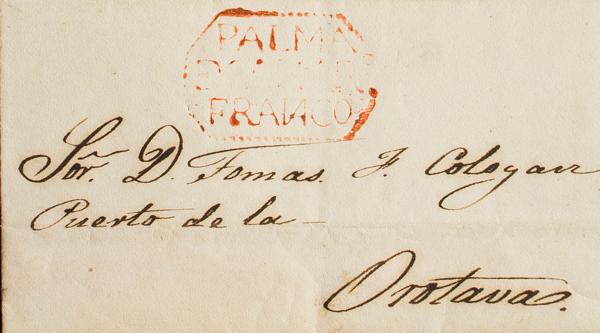 PALMA
FRANCO
Sor. D. Tomas. F. Cologan
Puerto de la
Orotava.